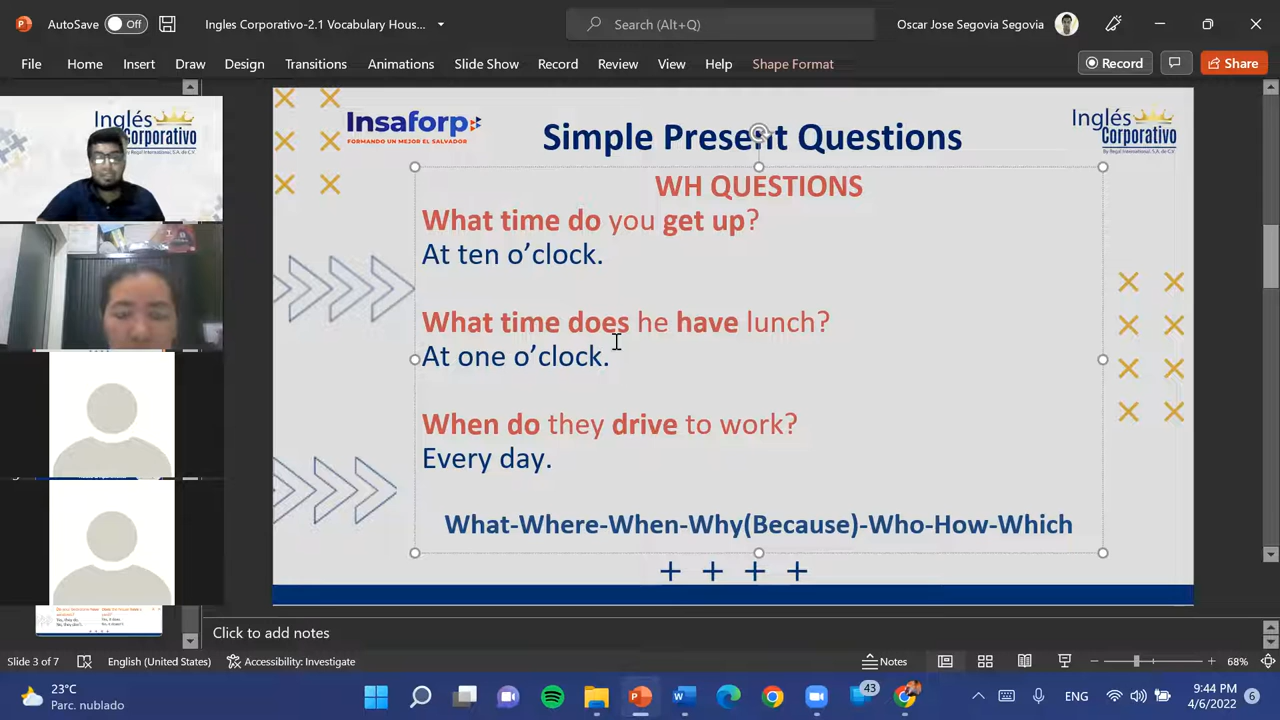 AutoSave Off Ingles Corporativo-2.1 Vocabulary Hous... Search (Alt+Q) Oscar Jose Segovia Segovia
File Home Insert Draw Design Transitions Animations Slide Show Record Review View Help Shape Format Record Share
Inglés
Corporativo
Insaforp
FORMANDO UN MEJOR EL SALVADOR
Simple Present Questions
Inglés
Corporativo
By Regal International, S.A. de C.V.
WH QUESTIONS
What time do you get up?
At ten o’clock.
What time does he have lunch?
At one o’clock.
When do they drive to work?
Every day.
What-Where-When-Why(Because)-Who-How-Which
Click to add notes
Slide 3 of 7 English (United States) Accessibility: Investigate Notes 68%
23°C
Parc. nublado
43
ENG
9:44 PM
4/6/2022
6